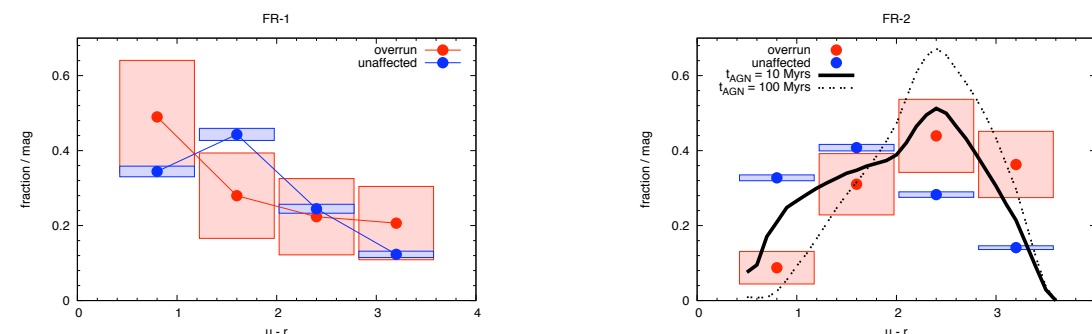 FR-1
overrun
unaffected
fraction / mag
0.6
0.4
0.2
0
0 1 2 3 4
u - r
FR-2
overrun
unaffected
t_AGN = 10 Myrs
t_AGN = 100 Myrs
fraction / mag
0.6
0.4
0.2
0
0 1 2 3
u - r